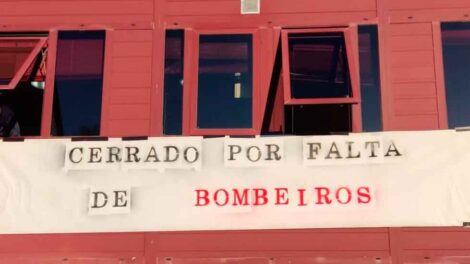 CERRADO POR FALTA
DE BOMBEIROS